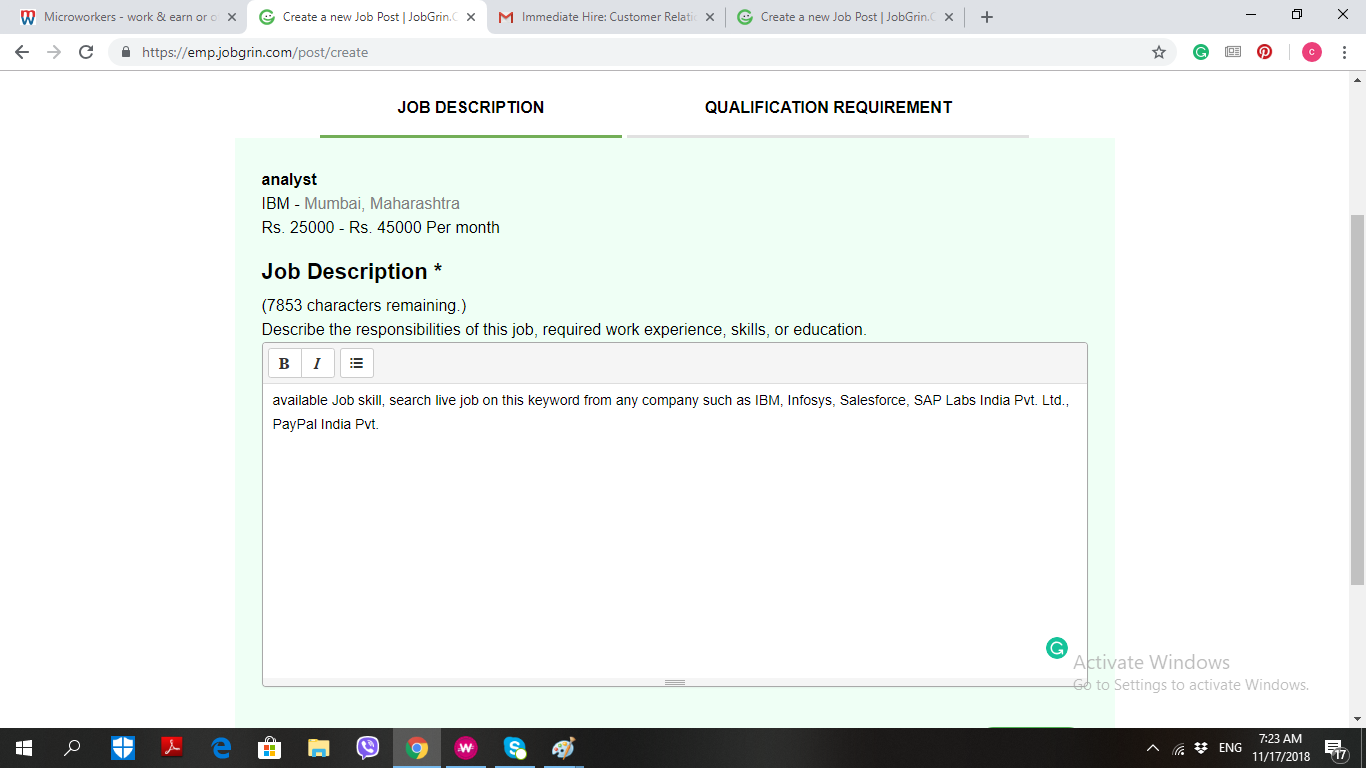 Microworkers - work & earn or o
Create a new Job Post | JobGrin.C
Immediate Hire: Customer Relati
Create a new Job Post | JobGrin.C
https://emp.jobgrin.com/post/create
c
JOB DESCRIPTION
QUALIFICATION REQUIREMENT
analyst
IBM - Mumbai, Maharashtra
Rs. 25000 - Rs. 45000 Per month
Job Description *
(7853 characters remaining.)
Describe the responsibilities of this job, required work experience, skills, or education.
B I
available Job skill, search live job on this keyword from any company such as IBM, Infosys, Salesforce, SAP Labs India Pvt. Ltd.,
PayPal India Pvt.
Activate Windows
Go to Settings to activate Windows.
ENG
7:23 AM
11/17/2018
17